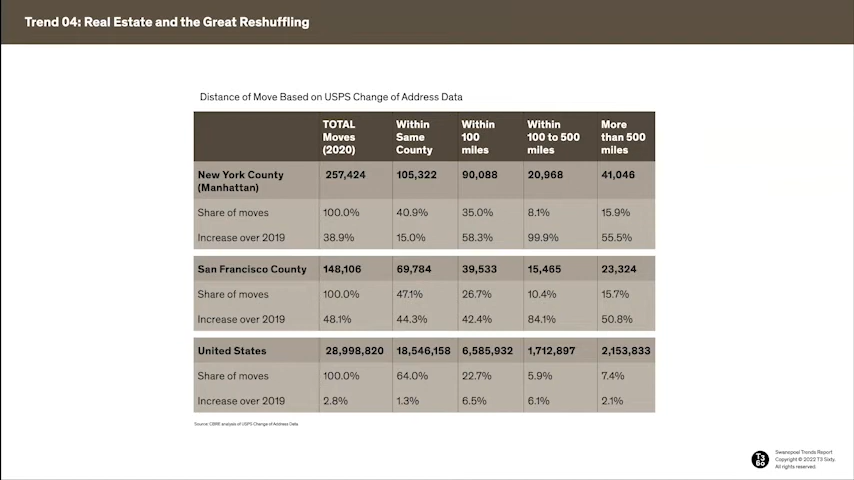 Trend 04: Real Estate and the Great Reshuffling
Distance of Move Based on USPS Change of Address Data
TOTAL Moves (2020) Within Same County Within 100 miles Within 100 to 500 miles More than 500 miles
New York County (Manhattan) 257,424 105,322 90,088 20,968 41,046
Share of moves 100.0% 40.9% 35.0% 8.1% 15.9%
Increase over 2019 38.9% 15.0% 58.3% 99.9% 55.5%
San Francisco County 148,106 69,784 39,533 15,465 23,324
Share of moves 100.0% 47.1% 26.7% 10.4% 15.7%
Increase over 2019 48.1% 44.3% 42.4% 84.1% 50.8%
United States 28,998,820 18,546,158 6,585,932 1,712,897 2,153,833
Share of moves 100.0% 64.0% 22.7% 5.9% 7.4%
Increase over 2019 2.8% 1.3% 6.5% 6.1% 2.1%
Source: CBRE analysis of USPS Change of Address Data
T3
60
Swanepoel Trends Report
Copyright © 2022 T3 Sixty.
All rights reserved.